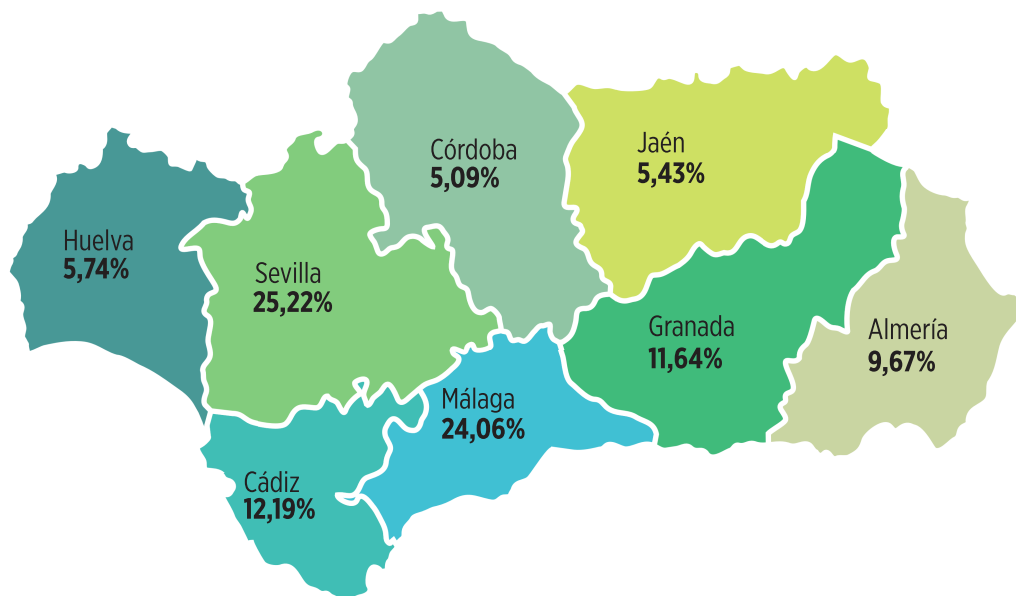 Córdoba
5,09%
Jaén
5,43%
Huelva
5,74%
Sevilla
25,22%
Granada
11,64%
Almería
9,67%
Málaga
24,06%
Cádiz
12,19%